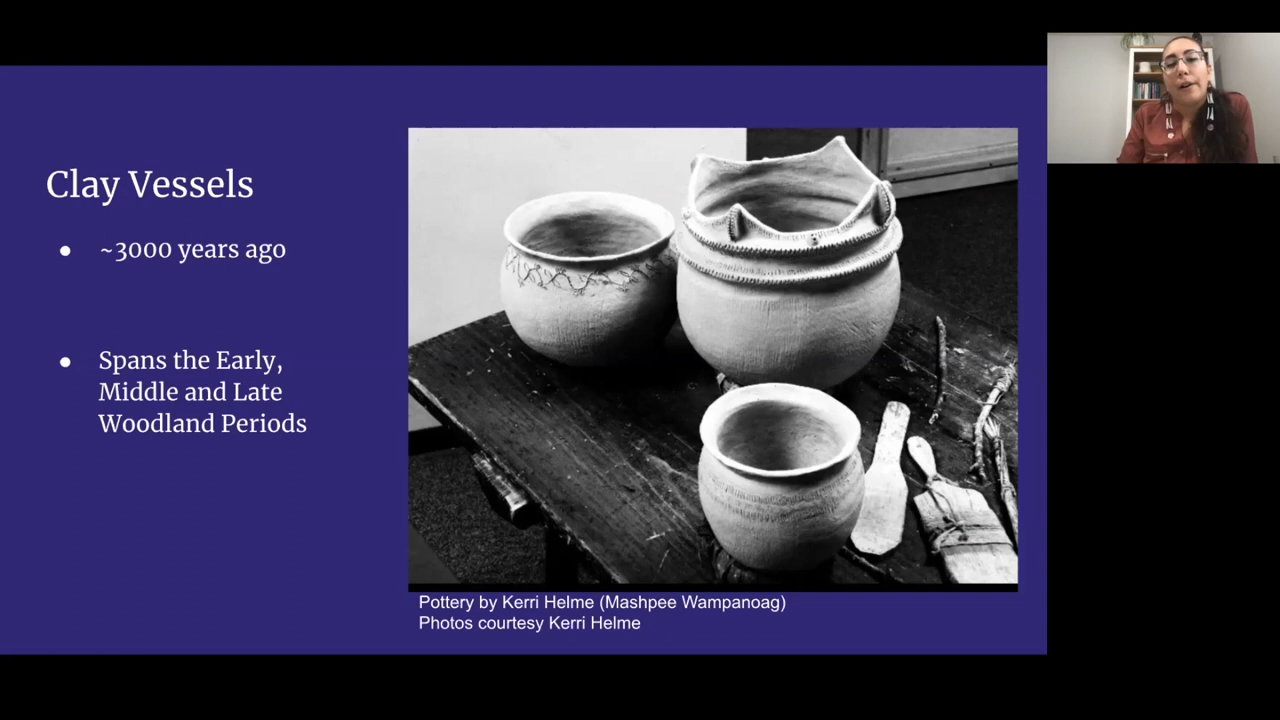 Clay Vessels
● ~3000 years ago
● Spans the Early,
Middle and Late
Woodland Periods
Pottery by Kerri Helme (Mashpee Wampanoag)
Photos courtesy Kerri Helme